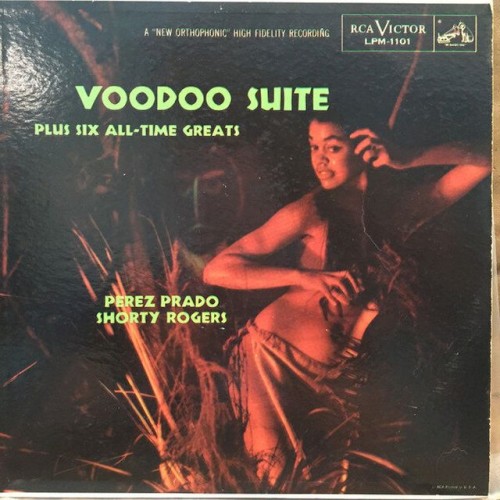 A "NEW ORTHOPHONIC" HIGH FIDELITY RECORDING
RCA VICTOR
LPM-1101
VOODOO SUITE
PLUS SIX ALL-TIME GREATS
PEREZ PRADO
SHORTY ROGERS